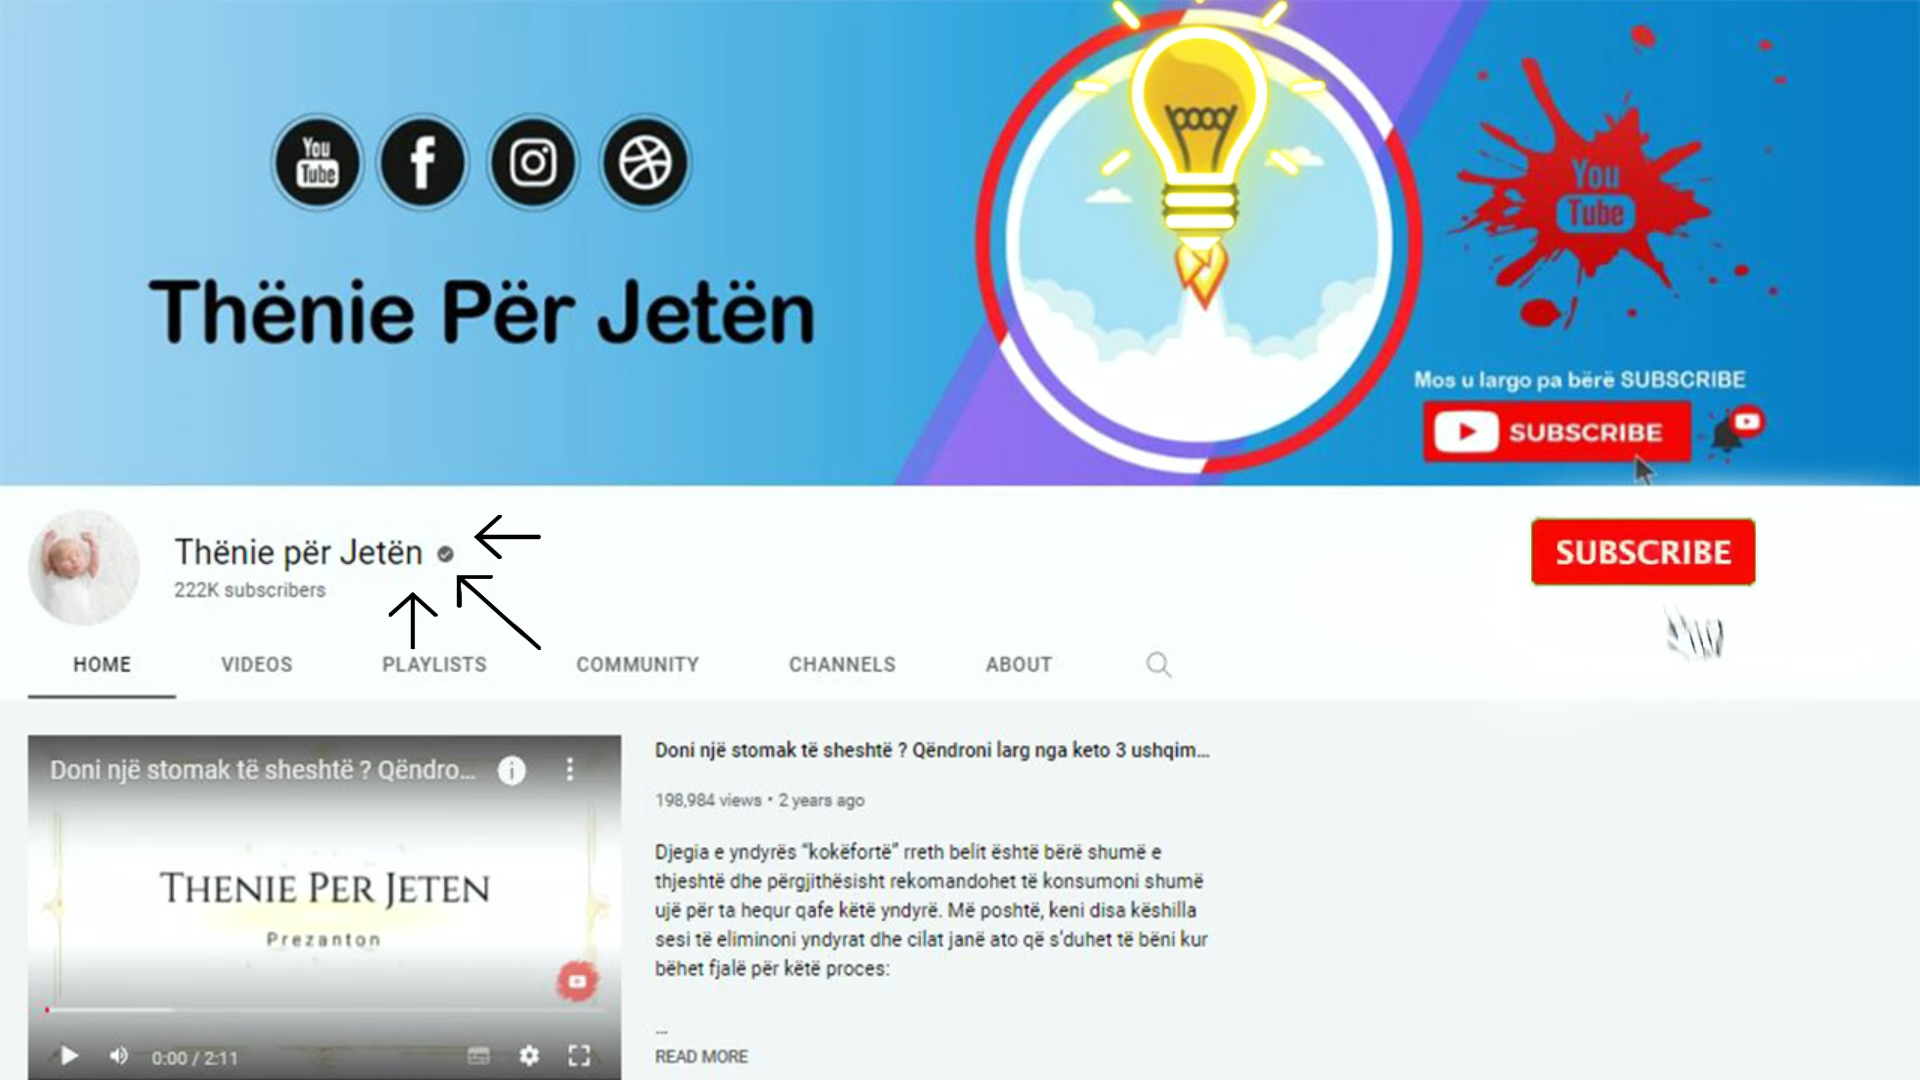 You
Tube
Thënie Për Jetën
You
Tube
Mos u largo pa bërë SUBSCRIBE
SUBSCRIBE
Thënie për Jetën
222K subscribers
SUBSCRIBE
HOME
VIDEOS
PLAYLISTS
COMMUNITY
CHANNELS
ABOUT
Doni një stomak të sheshtë ? Qëndro...
THENIE PER JETEN
Prezanton
0:00 / 2:11
Doni një stomak të sheshtë ? Qëndroni larg nga keto 3 ushqim...
198,984 views • 2 years ago
Djegia e yndyrës “kokëfortë” rreth belit është bërë shumë e
thjeshtë dhe përgjithësisht rekomandohet të konsumoni shumë
ujë për ta hequr qafe këtë yndyrë. Më poshtë, keni disa këshilla
sesi të eliminoni yndyrat dhe cilat janë ato që s'duhet të bëni kur
bëhet fjalë për këtë proces:
...
READ MORE